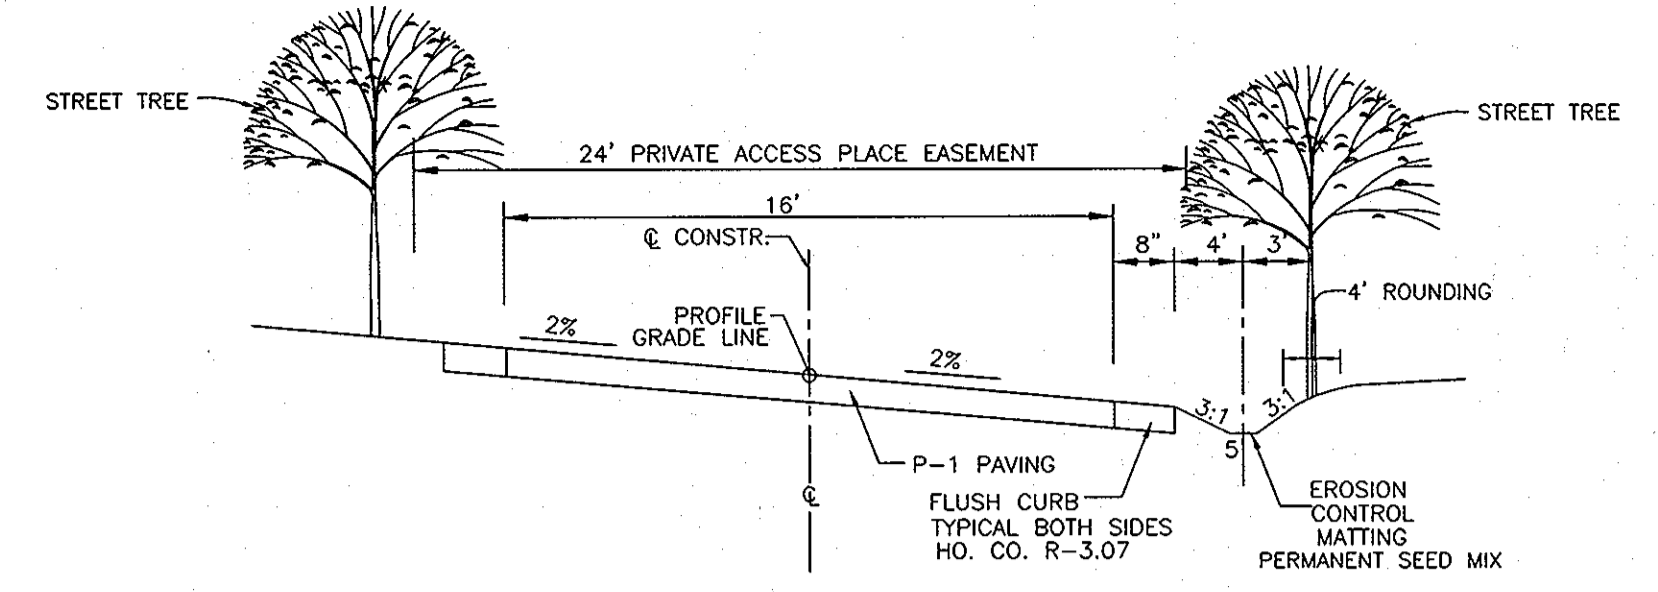 STREET TREE
STREET TREE
24' PRIVATE ACCESS PLACE EASEMENT
16'
℄ CONSTR.
8"
4'
3'
4' ROUNDING
PROFILE
GRADE LINE
2%
2%
3:1
3:1
5
P-1 PAVING
℄
FLUSH CURB
TYPICAL BOTH SIDES
HO. CO. R-3.07
EROSION
CONTROL
MATTING
PERMANENT SEED MIX